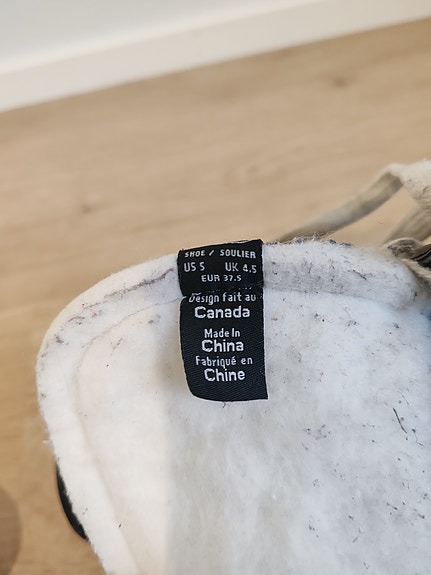 SHOE / SOULIER
US 5 UK 4.5
EUR 37.5
Design fait au
Canada
Made In
China
Fabriqué en
Chine